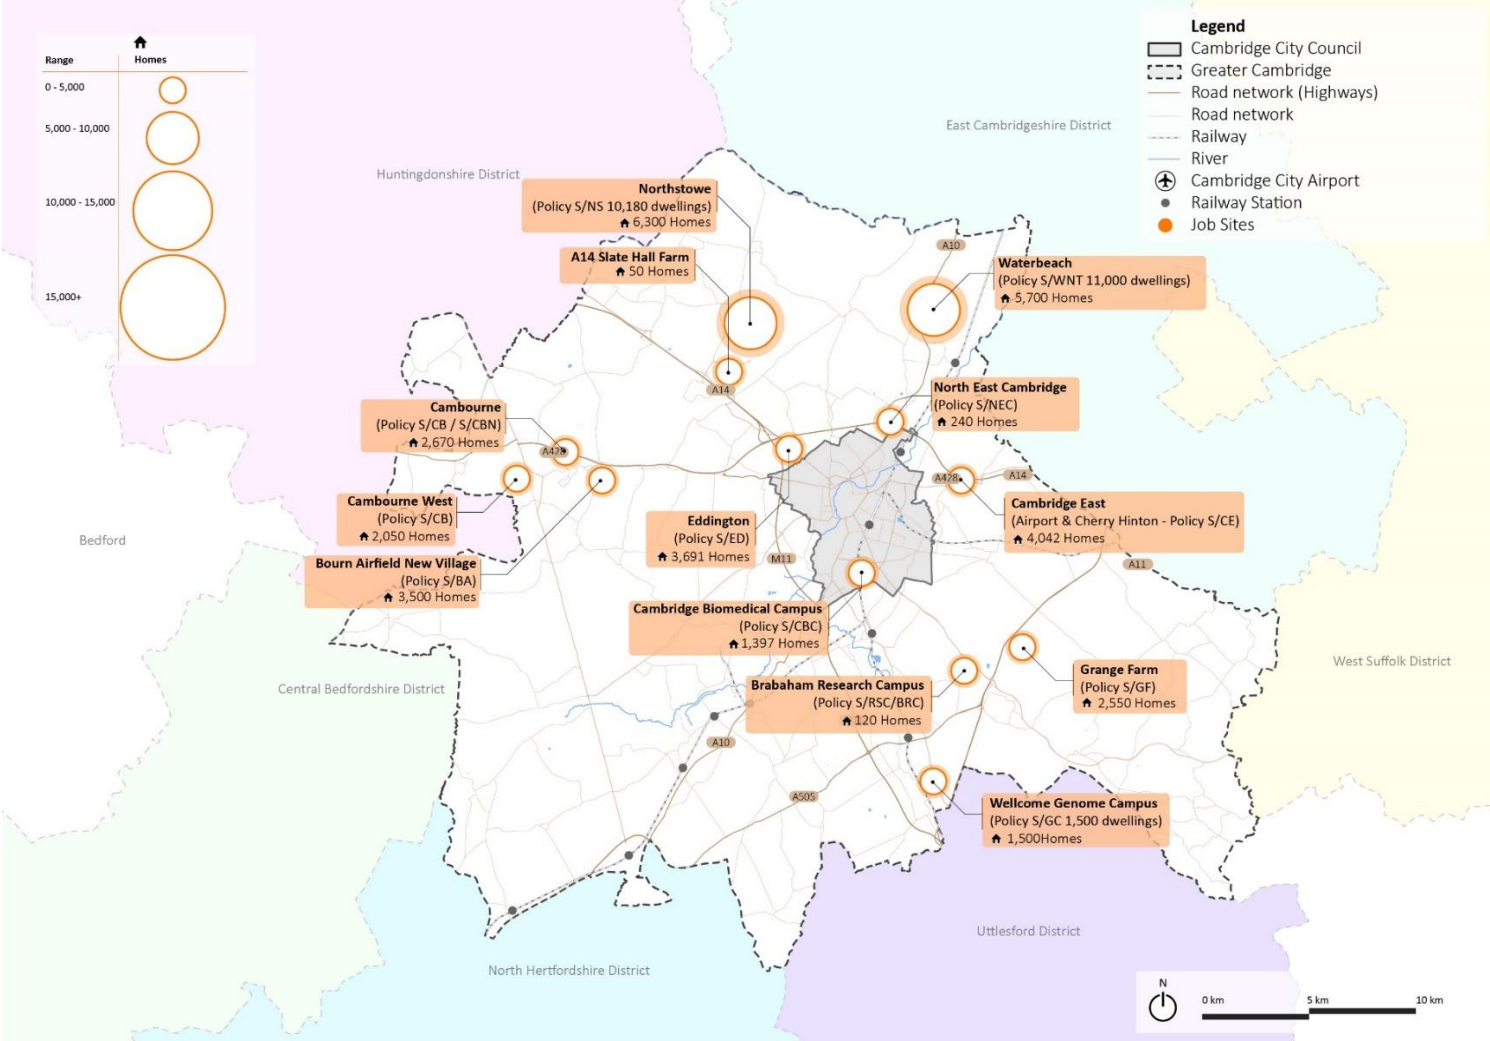 Range
Homes
0 - 5,000
5,000 - 10,000
10,000 - 15,000
15,000+
Legend
Cambridge City Council
Greater Cambridge
Road network (Highways)
Road network
Railway
River
Cambridge City Airport
Railway Station
Job Sites
East Cambridgeshire District
Huntingdonshire District
Northstowe
(Policy S/NS 10,180 dwellings)
6,300 Homes
A14 Slate Hall Farm
50 Homes
A10
Waterbeach
(Policy S/WNT 11,000 dwellings)
5,700 Homes
A14
North East Cambridge
(Policy S/NEC)
240 Homes
Cambourne
(Policy S/CB / S/CBN)
2,670 Homes
A428
A428
A14
Cambourne West
(Policy S/CB)
2,050 Homes
Cambridge East
(Airport & Cherry Hinton - Policy S/CE)
4,042 Homes
Eddington
(Policy S/ED)
3,691 Homes
Bedford
M11
A11
Bourn Airfield New Village
(Policy S/BA)
3,500 Homes
Cambridge Biomedical Campus
(Policy S/CBC)
1,397 Homes
West Suffolk District
Grange Farm
(Policy S/GF)
2,550 Homes
Central Bedfordshire District
Brabaham Research Campus
(Policy S/RSC/BRC)
120 Homes
A10
A505
Wellcome Genome Campus
(Policy S/GC 1,500 dwellings)
1,500Homes
Uttlesford District
North Hertfordshire District
N
0 km
5 km
10 km